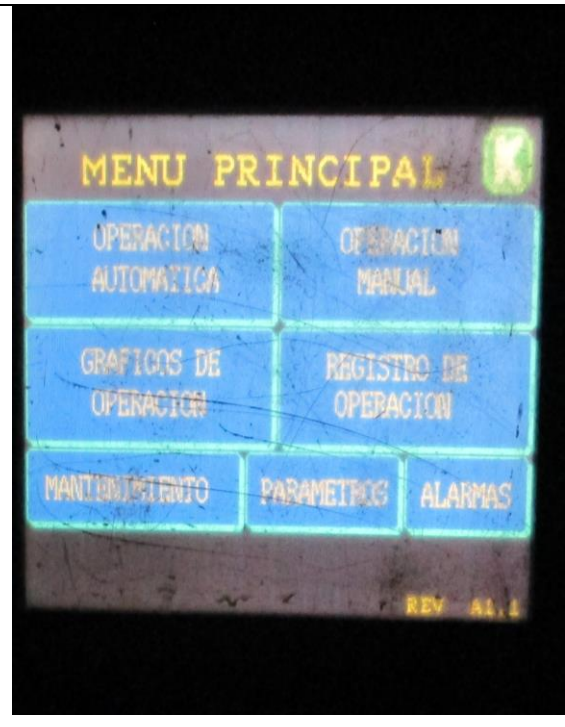 MENU PRINCIPAL K
OPERACION
AUTOMATICA
OPERACION
MANUAL
GRAFICOS DE
OPERACION
REGISTRO DE
OPERACION
MANTENIMIENTO
PARAMETROS
ALARMAS
REV A1.1